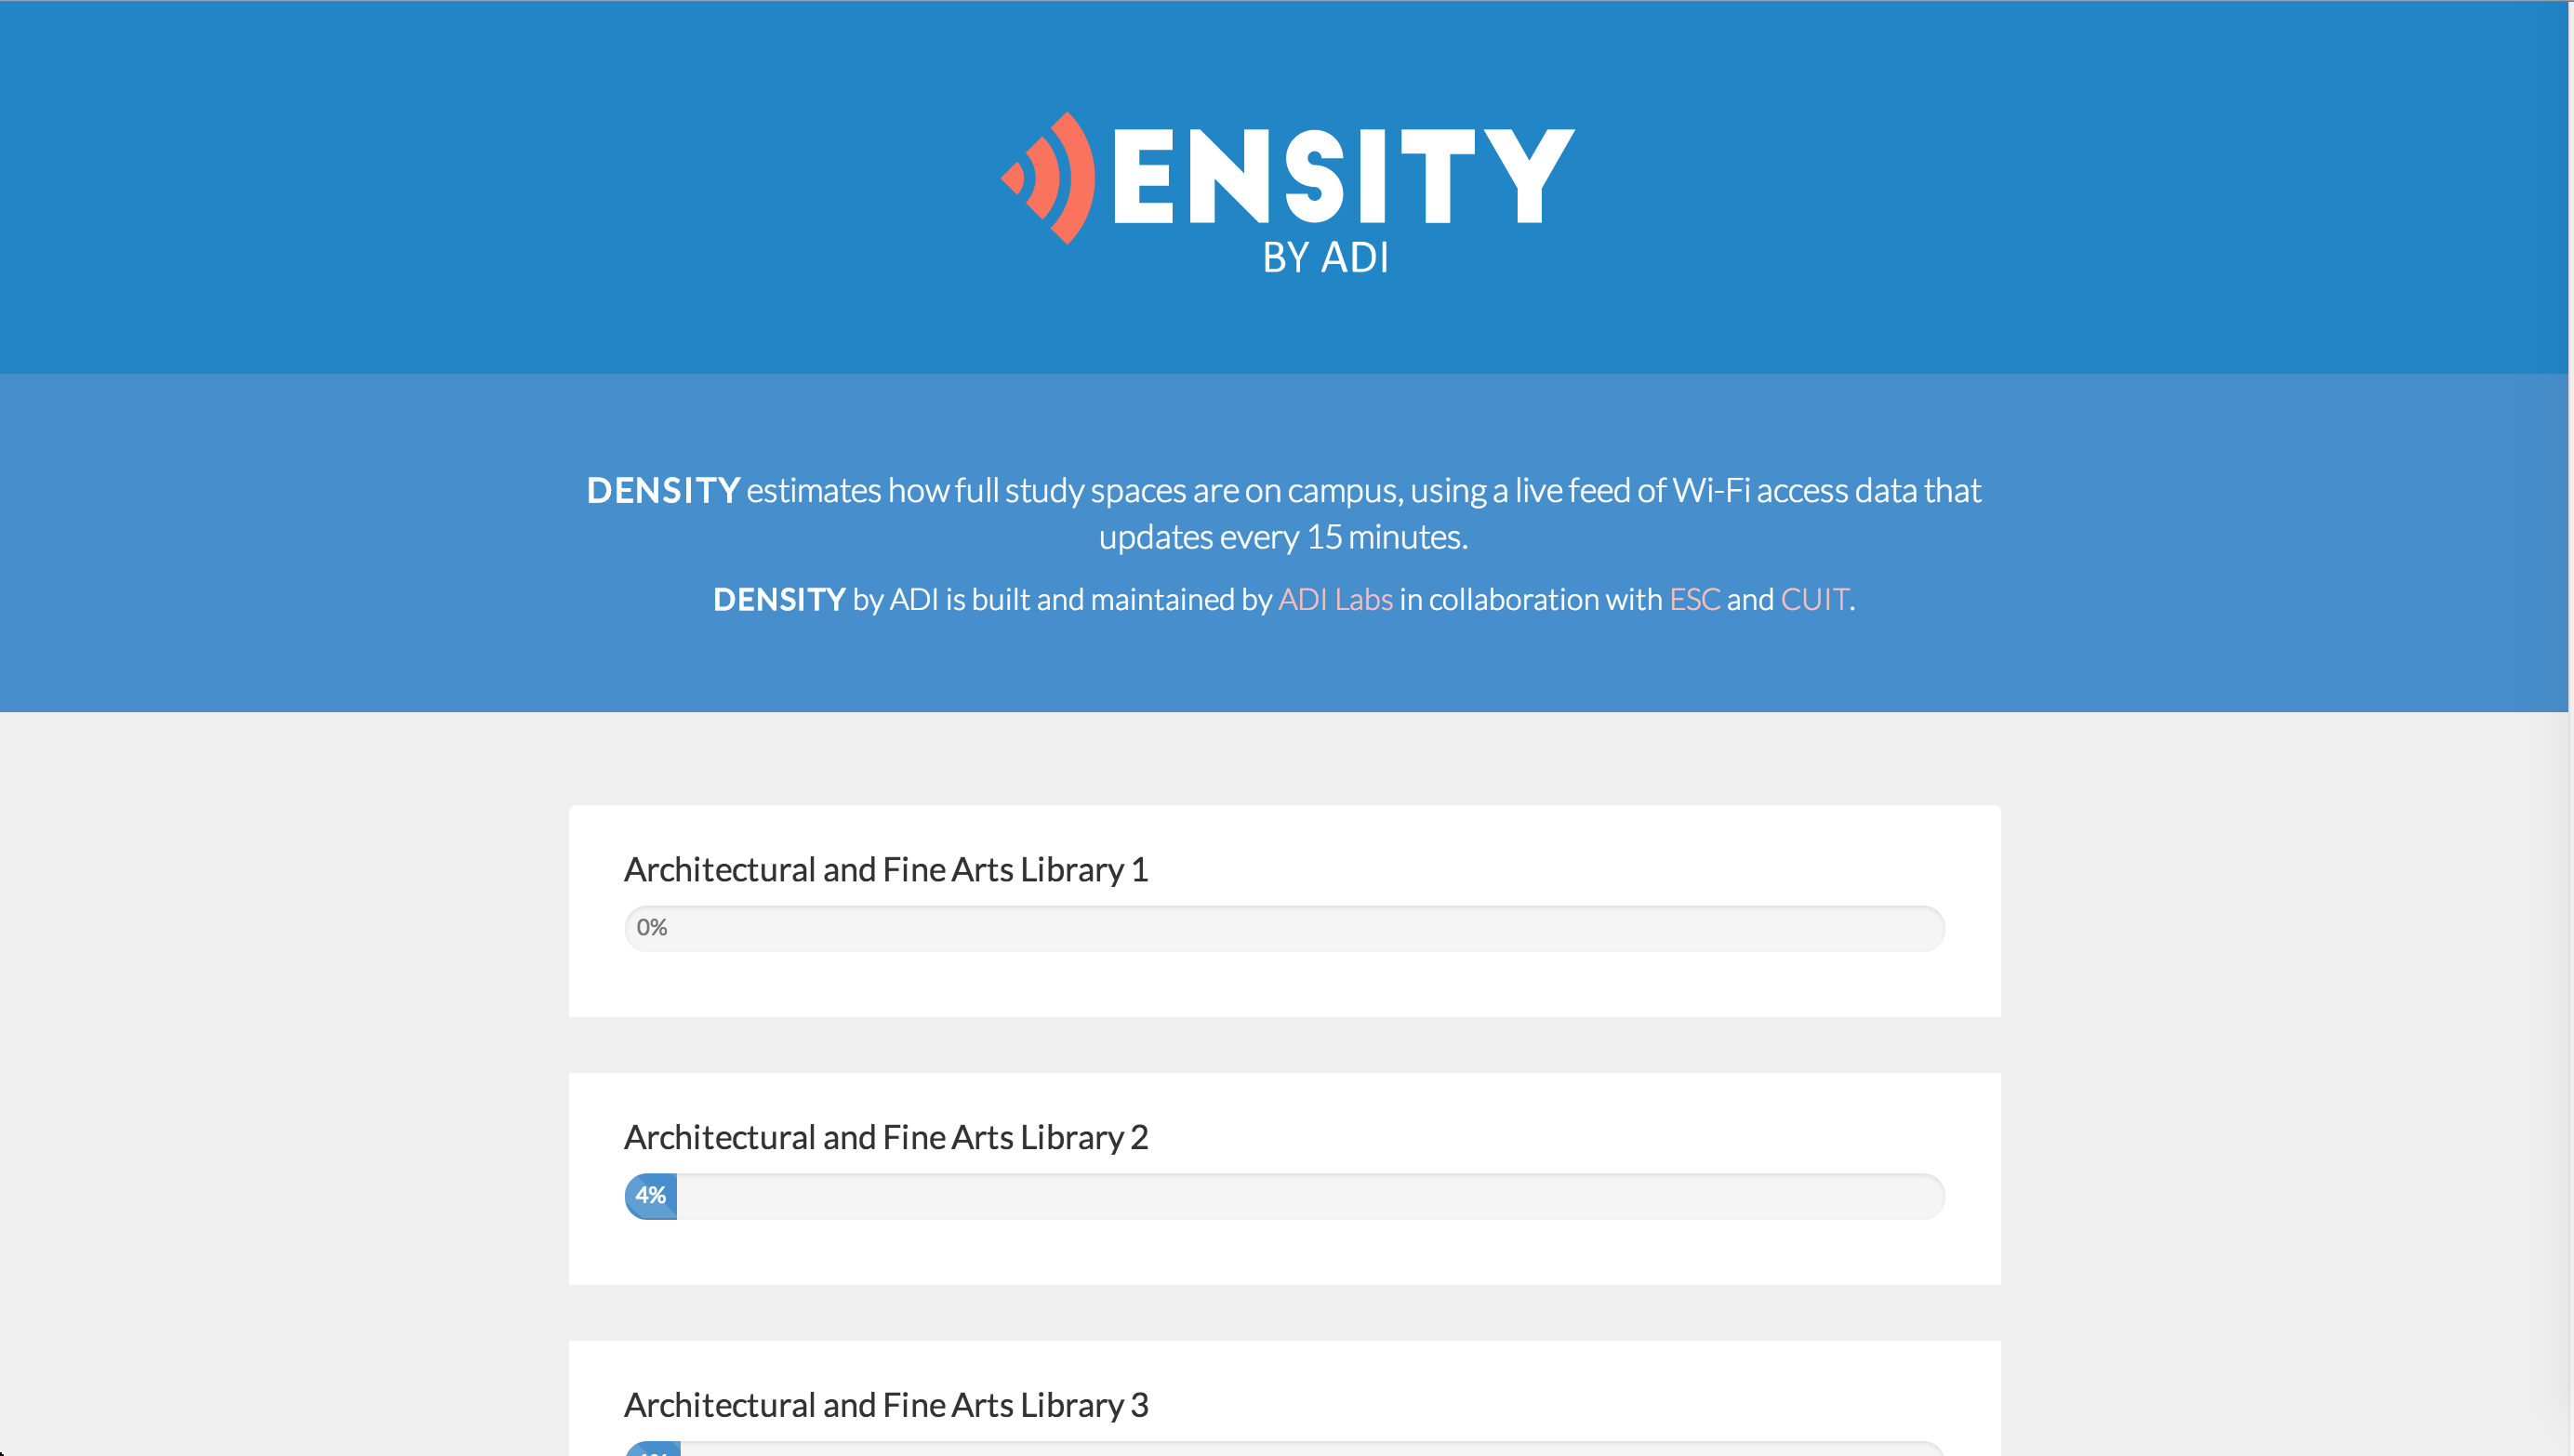 ENSITY
BY ADI
DENSITY estimates how full study spaces are on campus, using a live feed of Wi-Fi access data that
updates every 15 minutes.
DENSITY by ADI is built and maintained by ADI Labs in collaboration with ESC and CUIT.
Architectural and Fine Arts Library 1
0%
Architectural and Fine Arts Library 2
4%
Architectural and Fine Arts Library 3